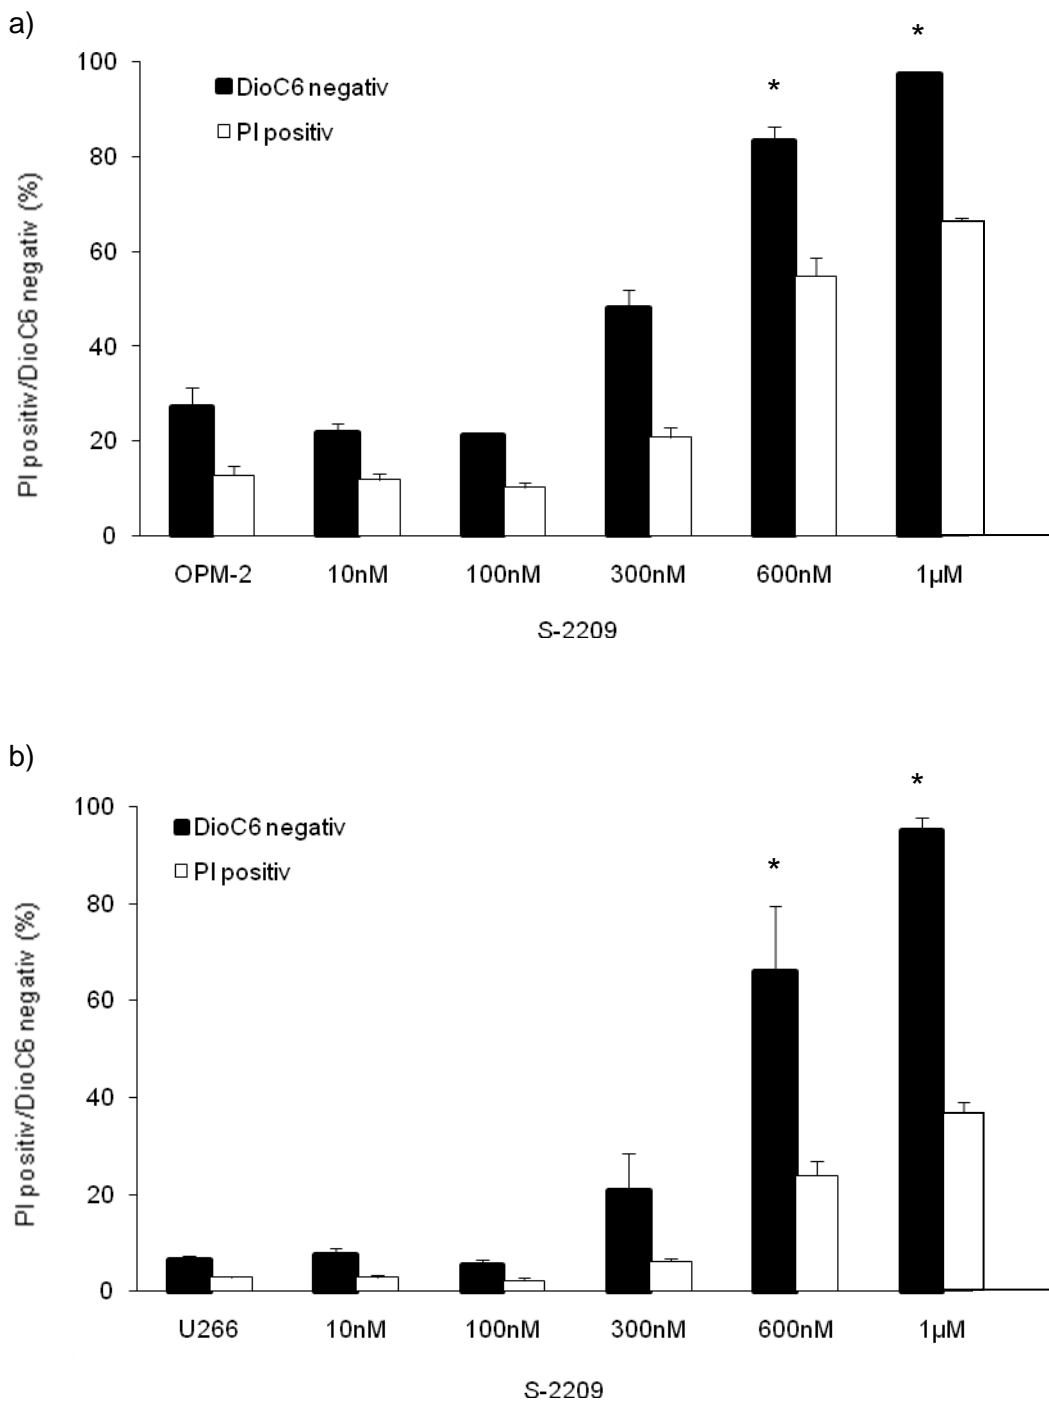 a)
*
100
*
DioC6 negativ
PI positiv
80
60
40
20
0
PI positiv/DioC6 negativ (%)
OPM-2 10nM 100nM 300nM 600nM 1µM
S-2209
b)
*
100
DioC6 negativ
*
PI positiv
80
60
40
20
0
PI positiv/DioC6 negativ (%)
U266 10nM 100nM 300nM 600nM 1µM
S-2209